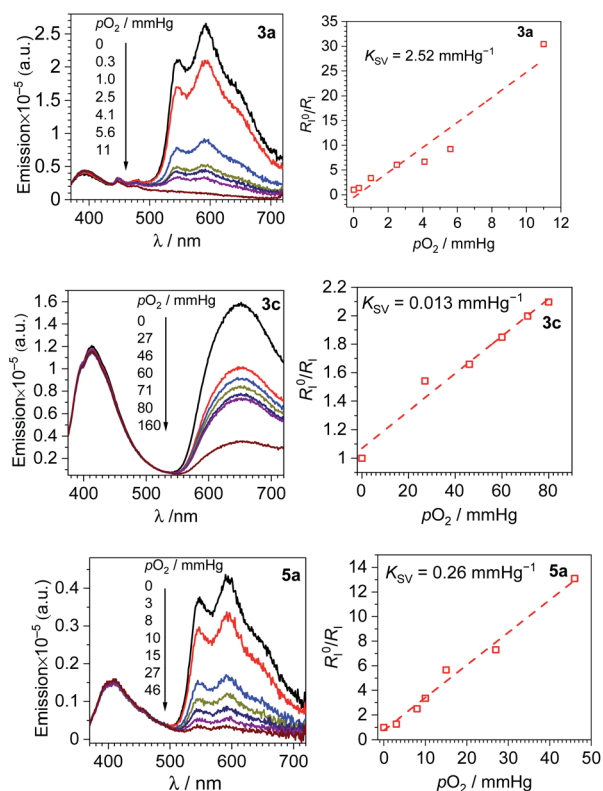 pO2 / mmHg
0
0.3
1.0
2.5
4.1
5.6
11
3a
2.5
2
1.5
1
0.5
0
Emission×10−5 (a.u.)
400 500 600 700
λ / nm
35
30
25
20
15
10
5
0
RI0/RI
KSV = 2.52 mmHg−1
3a
0 2 4 6 8 10 12
pO2 / mmHg
pO2 / mmHg
0
27
46
60
71
80
160
3c
1.6
1.4
1.2
1.0
0.8
0.6
0.4
0.2
Emission×10−5 (a.u.)
400 500 600 700
λ /nm
2.2
2.0
1.8
1.6
1.4
1.2
1
RI0/RI
KSV = 0.013 mmHg−1
3c
0 20 40 60 80
pO2 / mmHg
pO2 / mmHg
0
3
8
10
15
27
46
5a
0.4
0.3
0.2
0.1
0
Emission×10−5 (a.u.)
400 500 600 700
λ / nm
14
12
10
8
6
4
2
0
RI0/RI
KSV = 0.26 mmHg−1
5a
0 10 20 30 40 50
pO2 / mmHg